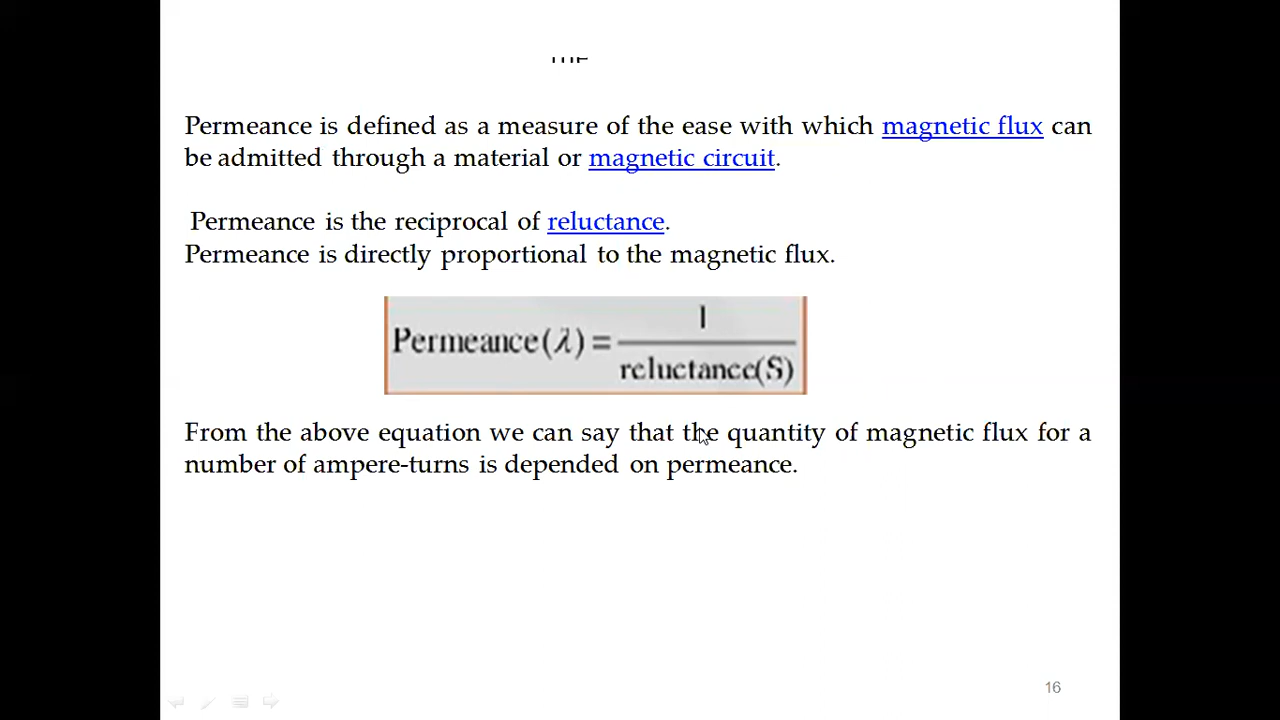 Permeance is defined as a measure of the ease with which magnetic flux can
be admitted through a material or magnetic circuit.
Permeance is the reciprocal of reluctance.
Permeance is directly proportional to the magnetic flux.
Permeance(λ) = 1 / reluctance(S)
From the above equation we can say that the quantity of magnetic flux for a
number of ampere-turns is depended on permeance.
16